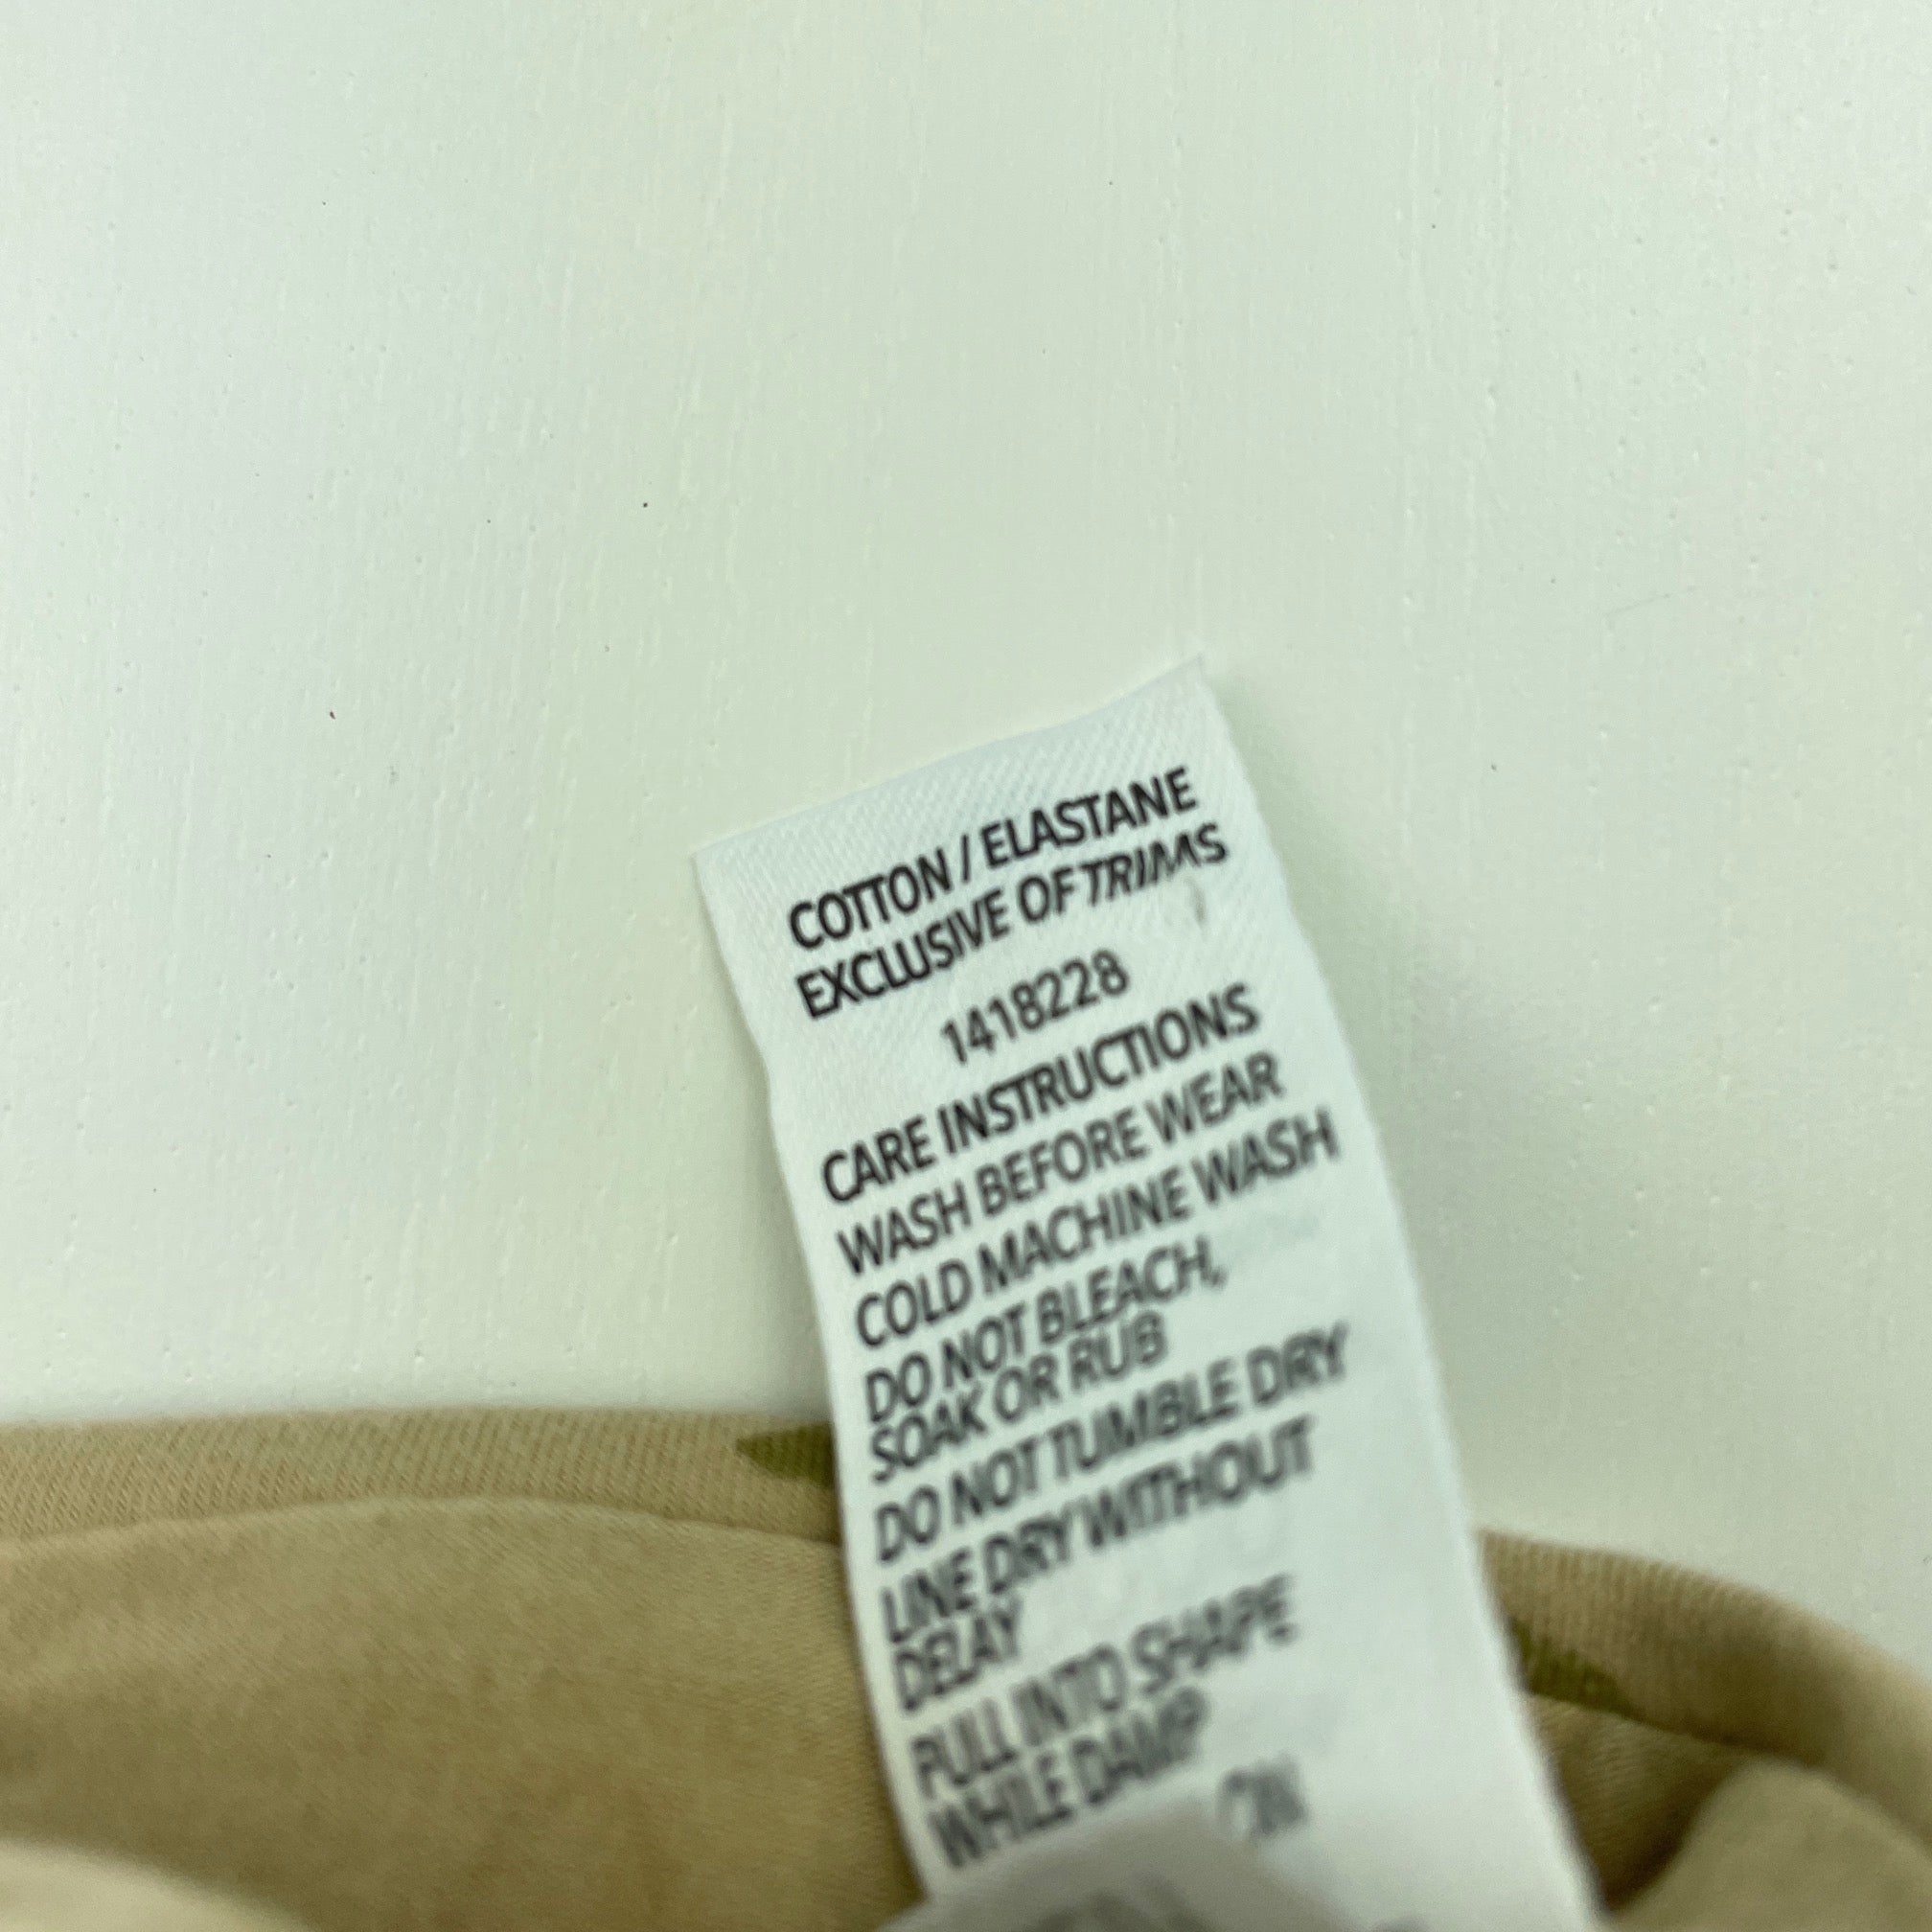 COTTON / ELASTANE
EXCLUSIVE OF TRIMS
1418228
CARE INSTRUCTIONS
WASH BEFORE WEAR
COLD MACHINE WASH
DO NOT BLEACH,
SOAK OR RUB
DO NOT TUMBLE DRY
LINE DRY WITHOUT
DELAY
PULL INTO SHAPE
WHILE DAMP